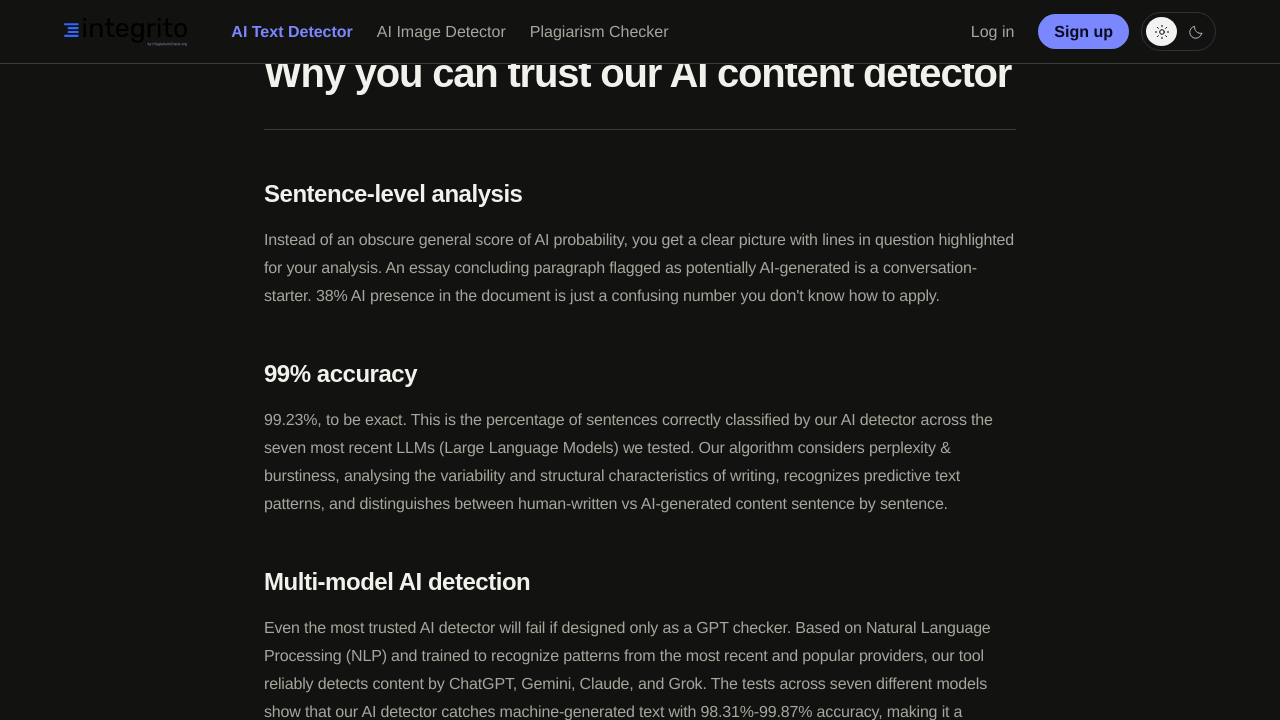 integrito
by PlagiarismCheck.org
AI Text Detector
AI Image Detector
Plagiarism Checker
Log in
Sign up
Why you can trust our AI content detector
Sentence-level analysis
Instead of an obscure general score of AI probability, you get a clear picture with lines in question highlighted
for your analysis. An essay concluding paragraph flagged as potentially AI-generated is a conversation-
starter. 38% AI presence in the document is just a confusing number you don't know how to apply.
99% accuracy
99.23%, to be exact. This is the percentage of sentences correctly classified by our AI detector across the
seven most recent LLMs (Large Language Models) we tested. Our algorithm considers perplexity &
burstiness, analysing the variability and structural characteristics of writing, recognizes predictive text
patterns, and distinguishes between human-written vs AI-generated content sentence by sentence.
Multi-model AI detection
Even the most trusted AI detector will fail if designed only as a GPT checker. Based on Natural Language
Processing (NLP) and trained to recognize patterns from the most recent and popular providers, our tool
reliably detects content by ChatGPT, Gemini, Claude, and Grok. The tests across seven different models
show that our AI detector catches machine-generated text with 98.31%-99.87% accuracy, making it a